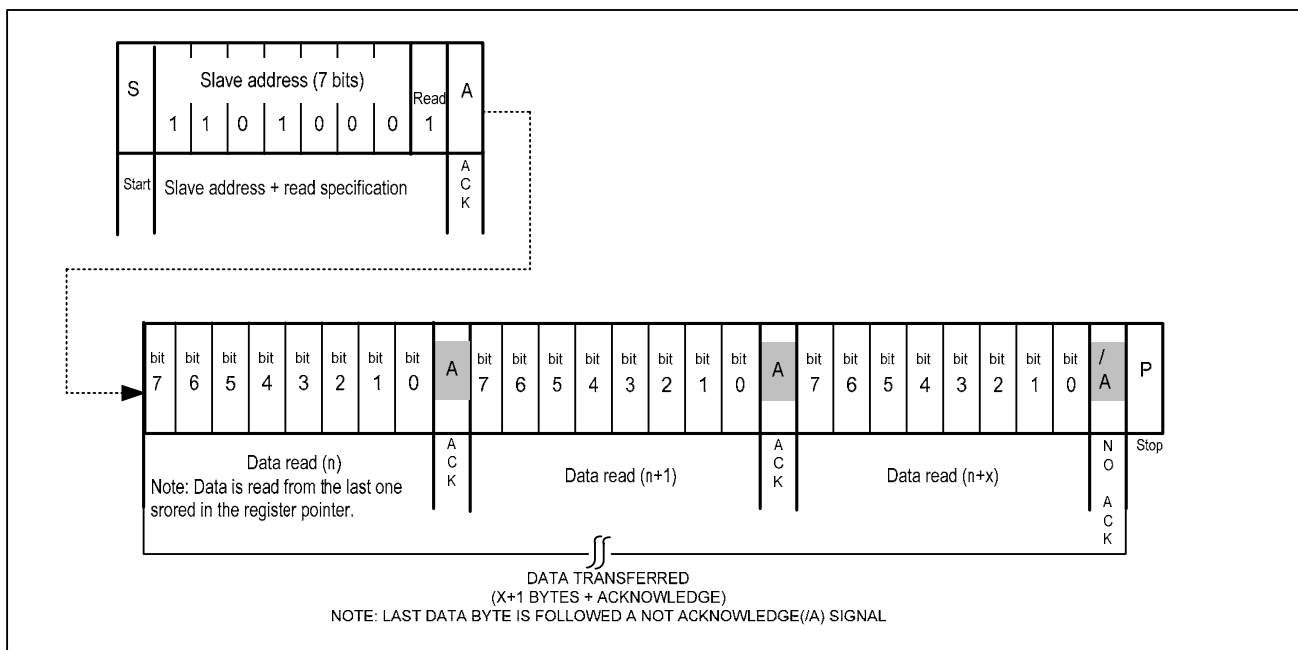 S
Slave address (7 bits)
Read
A
1 1 0 1 0 0 0 1
Start
Slave address + read specification
A
C
K
bit bit bit bit bit bit bit bit A bit bit bit bit bit bit bit bit A bit bit bit bit bit bit bit bit / P
7 6 5 4 3 2 1 0 7 6 5 4 3 2 1 0 7 6 5 4 3 2 1 0 A
Stop
Data read (n)
Note: Data is read from the last one
srored in the register pointer.
A
C
K
Data read (n+1)
A
C
K
Data read (n+x)
N
O
A
C
K
DATA TRANSFERRED
(X+1 BYTES + ACKNOWLEDGE)
NOTE: LAST DATA BYTE IS FOLLOWED A NOT ACKNOWLEDGE(/A) SIGNAL